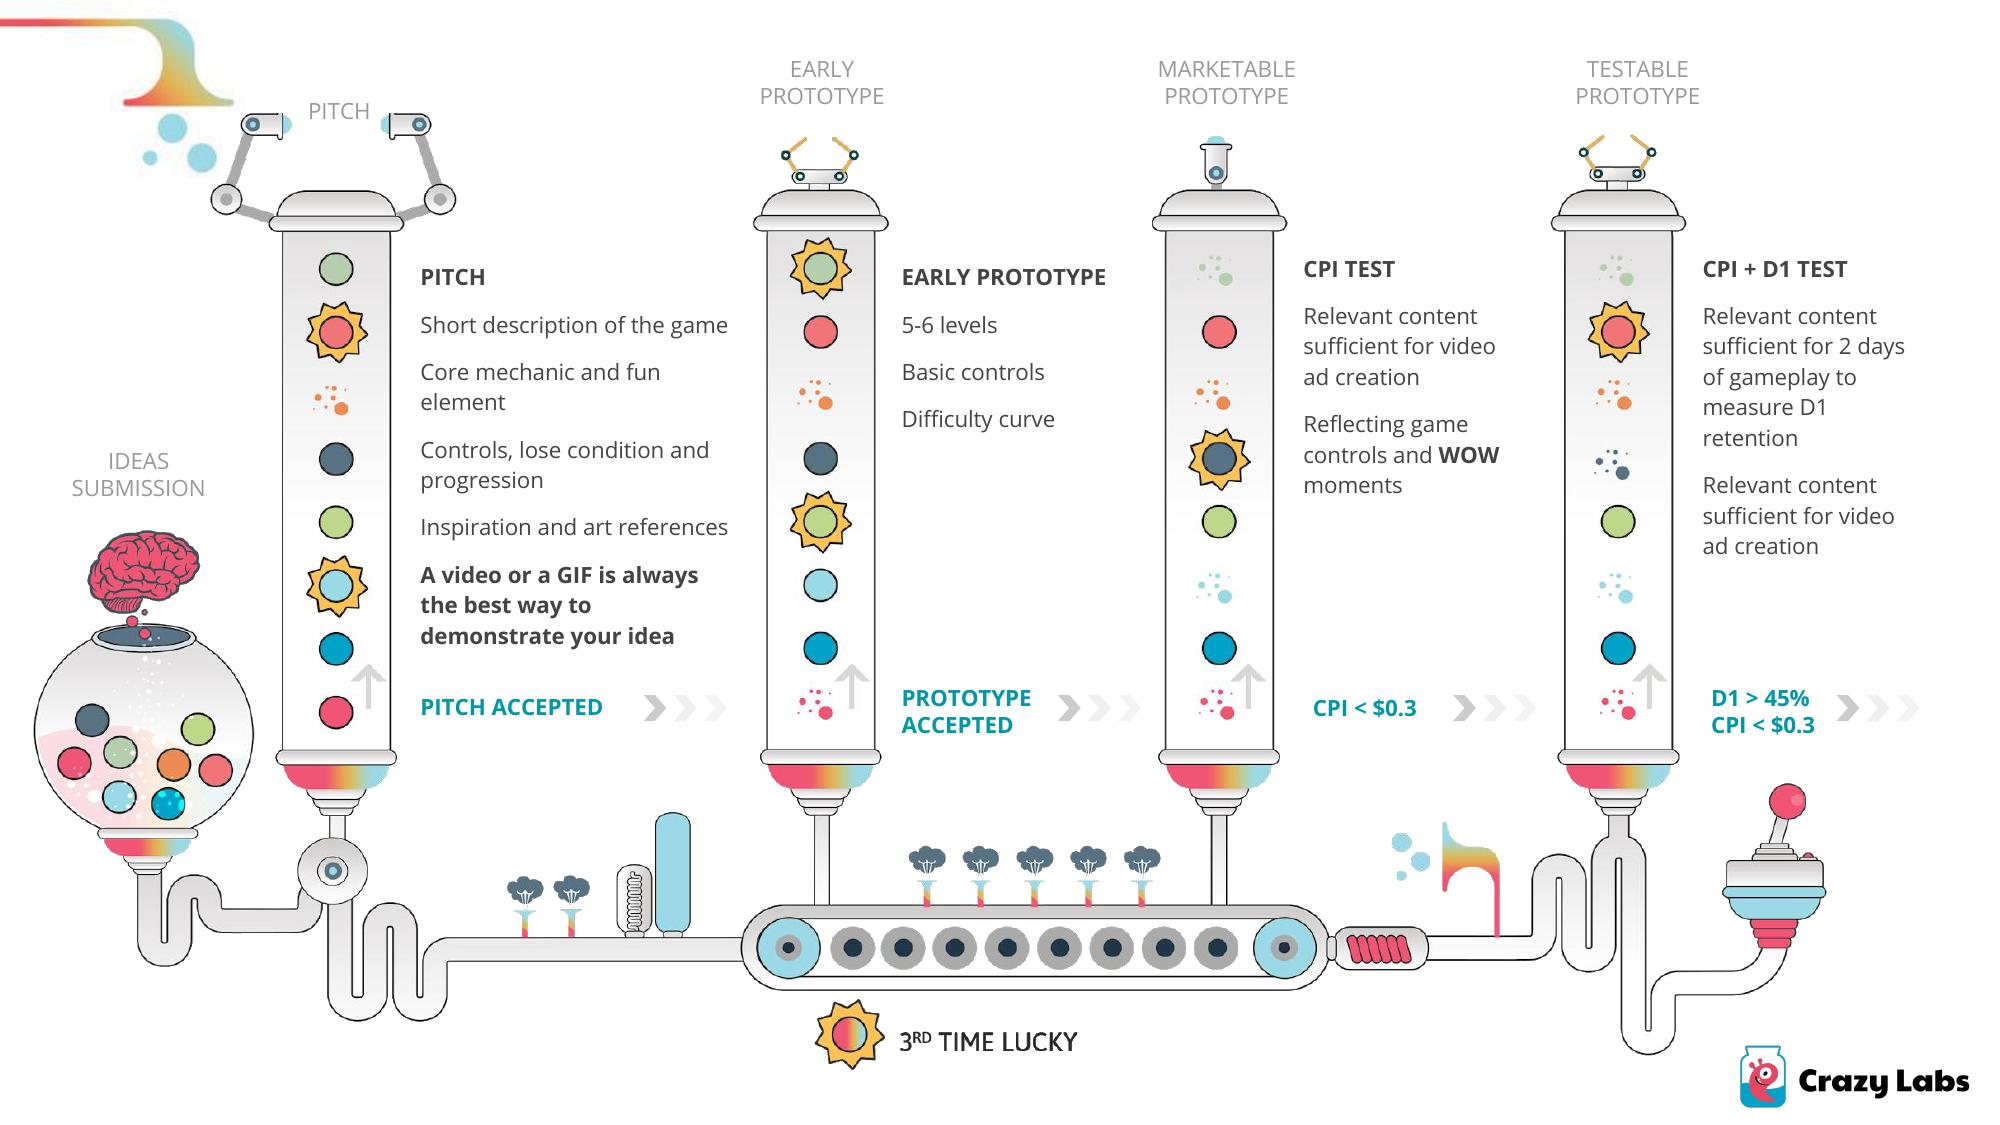 PITCH
EARLY
PROTOTYPE
MARKETABLE
PROTOTYPE
TESTABLE
PROTOTYPE
IDEAS
SUBMISSION
PITCH
Short description of the game
Core mechanic and fun
element
Controls, lose condition and
progression
Inspiration and art references
A video or a GIF is always
the best way to
demonstrate your idea
PITCH ACCEPTED
EARLY PROTOTYPE
5-6 levels
Basic controls
Difficulty curve
PROTOTYPE
ACCEPTED
CPI TEST
Relevant content
sufficient for video
ad creation
Reflecting game
controls and WOW
moments
CPI < $0.3
CPI + D1 TEST
Relevant content
sufficient for 2 days
of gameplay to
measure D1
retention
Relevant content
sufficient for video
ad creation
D1 > 45%
CPI < $0.3
3RD TIME LUCKY
Crazy Labs